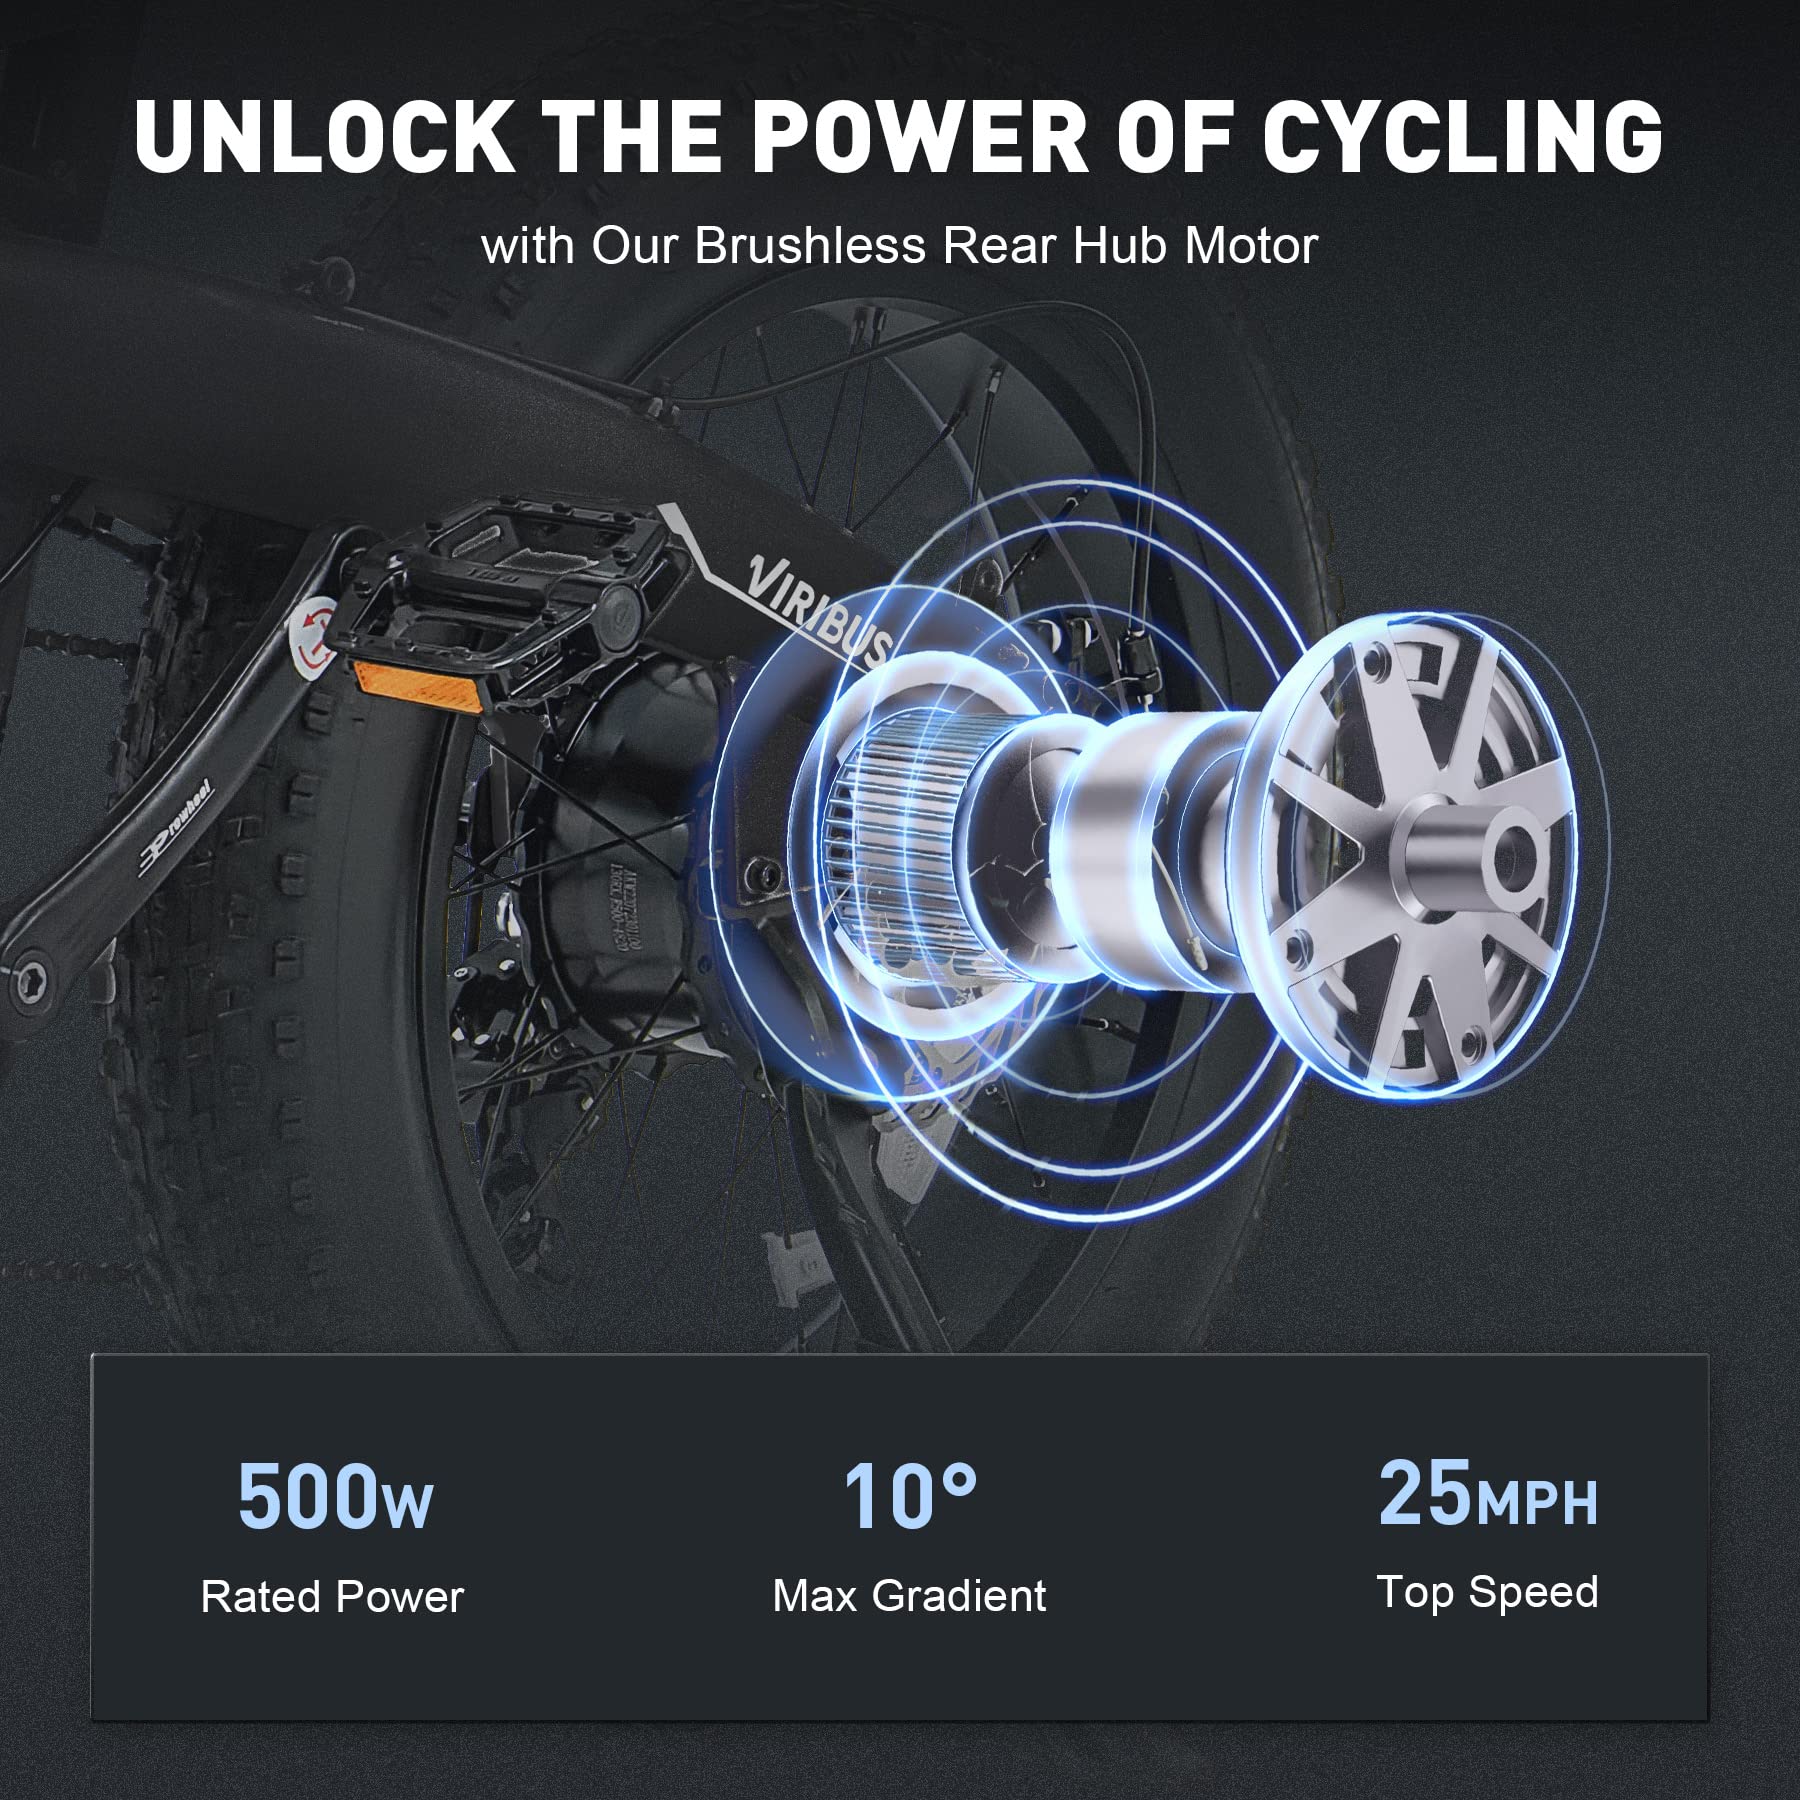 UNLOCK THE POWER OF CYCLING
with Our Brushless Rear Hub Motor
VIRIBUS
Prowheel
500W
Rated Power
10°
Max Gradient
25MPH
Top Speed